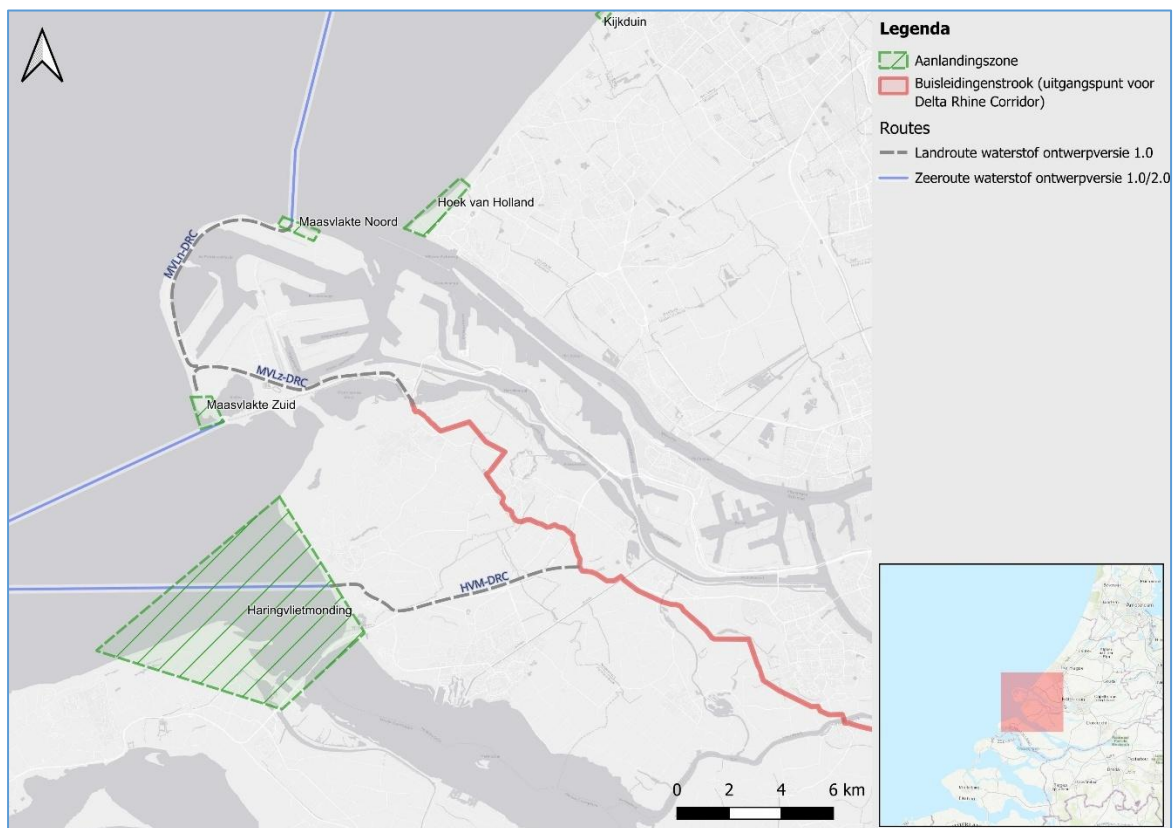 Kijkduin
Hoek van Holland
Maasvlakte Noord
MVLn-DRC
MVLz-DRC
Maasvlakte Zuid
HVM-DRC
Haringvlietmonding
0 2 4 6 km
Legenda
Aanlandingszone
Buisleidingenstrook (uitgangspunt voor
Delta Rhine Corridor)
Routes
Landroute waterstof ontwerpversie 1.0
Zeeroute waterstof ontwerpversie 1.0/2.0